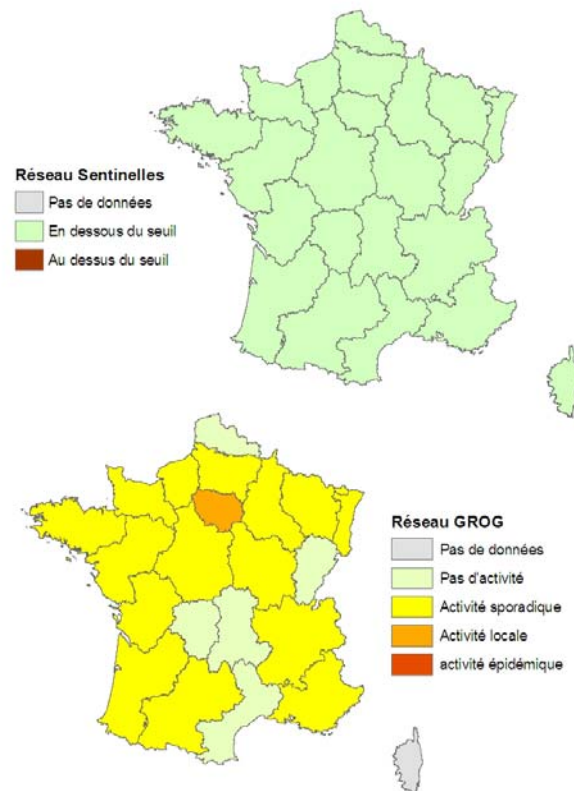 Réseau Sentinelles
Pas de données
En dessous du seuil
Au dessus du seuil
Réseau GROG
Pas de données
Pas d'activité
Activité sporadique
Activité locale
activité épidémique